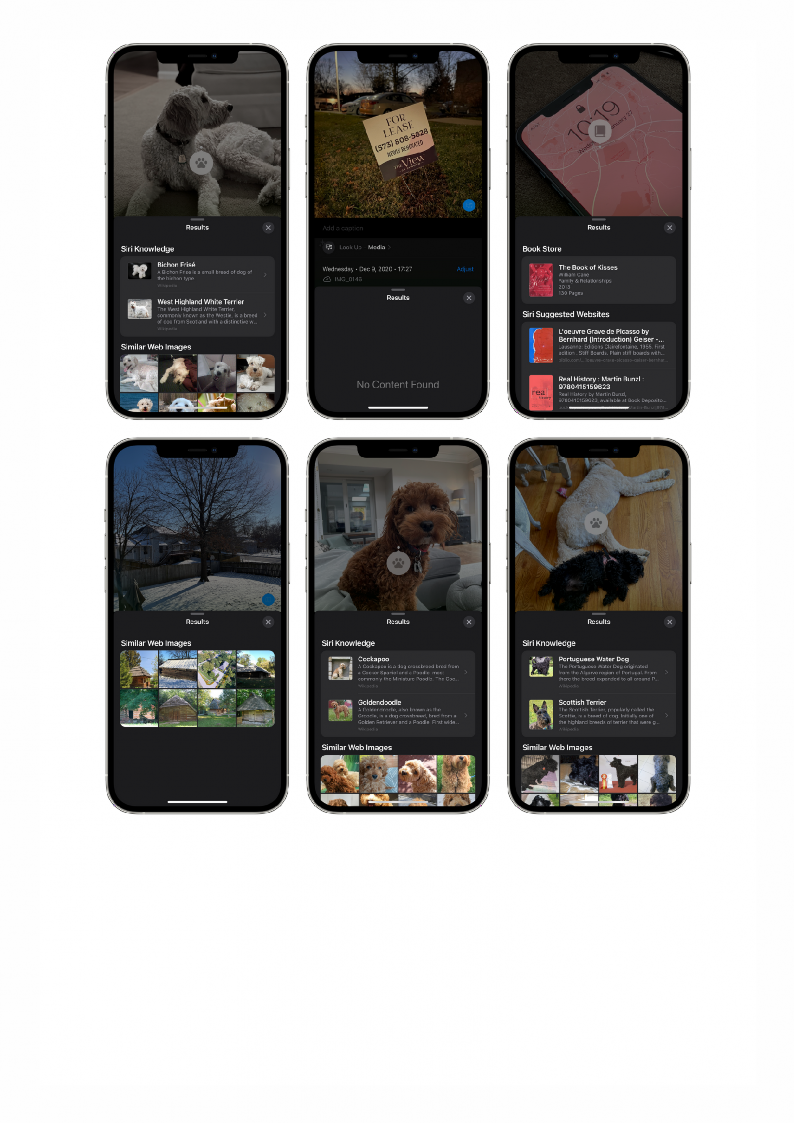 Results
Siri Knowledge
Bichon Frisé
A Bichon Frise is a small breed of dog of
the bichon type
Wikipedia
West Highland White Terrier
The West Highland White Terrier,
commonly known as the Westie, is a breed
of dog from Scotland with a distinctive w...
Wikipedia
Similar Web Images
FOR
LEASE
(573) 808-5828
The View
Add a caption
Look Up Media
Wednesday • Dec 9, 2020 • 17:27
Adjust
IMG_0148
Results
No Content Found
10:19
Results
Book Store
The Book of Kisses
William Cane
Family & Relationships
Pages
Siri Suggested Websites
L'oeuvre Grave de Picasso by
Bernhard (Introduction) Geiser -...
Lausanne: Editions Clairefontaine, 1955. First
edition. Stiff Boards. Plain stiff boards with...
Real History : Martin Bunzl -
9780415159623
Real History by Martin Bunzl,
9780415159623, available at Book Deposito...
Results
Similar Web Images
Results
Siri Knowledge
Cockapoo
A Cockapoo is a dog crossbreed bred from
a Cocker Spaniel and a Poodle, most
commonly the Miniature Poodle. The Coc...
Wikipedia
Goldendoodle
A Goldendoodle, also known as the
Groodle, is a dog crossbreed, bred from a
Golden Retriever and a Poodle. First wide...
Wikipedia
Similar Web Images
Results
Siri Knowledge
Portuguese Water Dog
The Portuguese Water Dog originated
from the Algarve region of Portugal. From
there the breed expanded to all around P...
Wikipedia
Scottish Terrier
The Scottish Terrier, popularly called the
Scottie, is a breed of dog. Initially one of
the highland breeds of terrier that were g...
Wikipedia
Similar Web Images